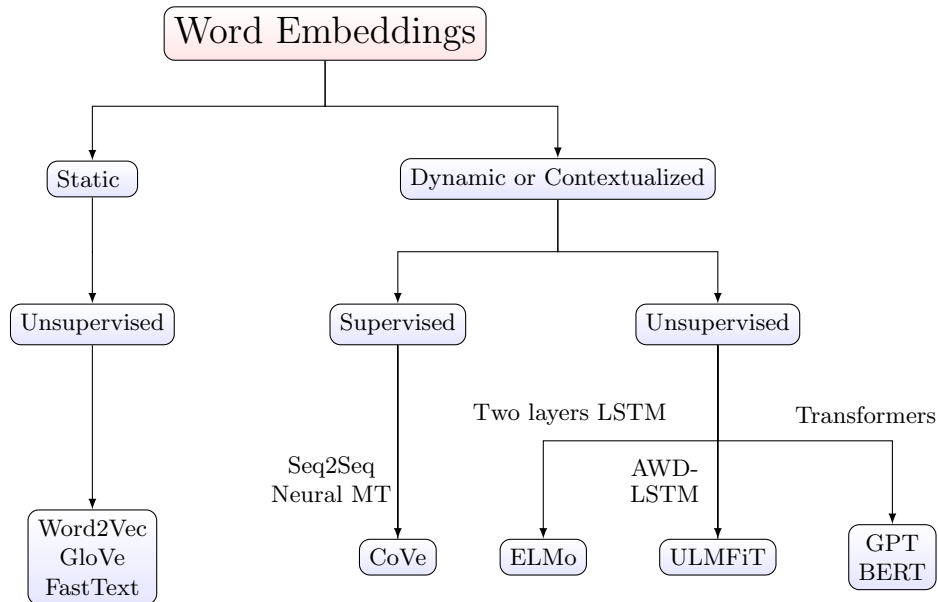 Word Embeddings
Static
Dynamic or Contextualized
Unsupervised
Supervised
Unsupervised
Two layers LSTM
Transformers
Seq2Seq
Neural MT
AWD-
LSTM
Word2Vec
GloVe
FastText
CoVe
ELMo
ULMFiT
GPT
BERT